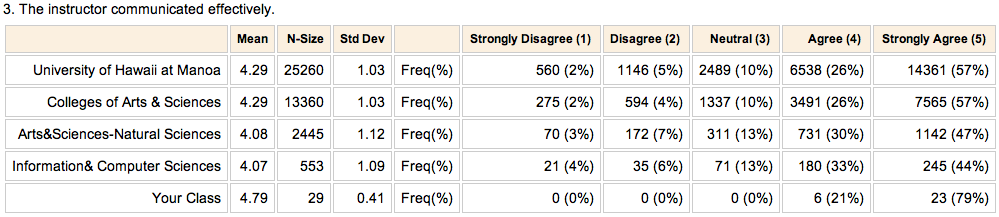 3. The instructor communicated effectively.
Mean N-Size Std Dev Strongly Disagree (1) Disagree (2) Neutral (3) Agree (4) Strongly Agree (5)
University of Hawaii at Manoa 4.29 25260 1.03 Freq(%) 560 (2%) 1146 (5%) 2489 (10%) 6538 (26%) 14361 (57%)
Colleges of Arts & Sciences 4.29 13360 1.03 Freq(%) 275 (2%) 594 (4%) 1337 (10%) 3491 (26%) 7565 (57%)
Arts&Sciences-Natural Sciences 4.08 2445 1.12 Freq(%) 70 (3%) 172 (7%) 311 (13%) 731 (30%) 1142 (47%)
Information& Computer Sciences 4.07 553 1.09 Freq(%) 21 (4%) 35 (6%) 71 (13%) 180 (33%) 245 (44%)
Your Class 4.79 29 0.41 Freq(%) 0 (0%) 0 (0%) 0 (0%) 6 (21%) 23 (79%)